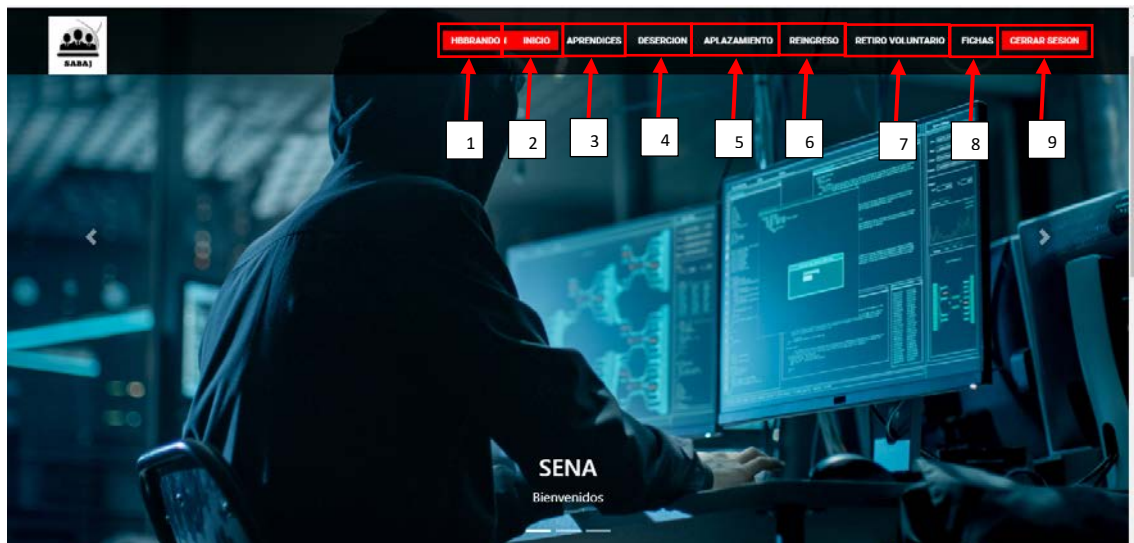 HBBRANDO INICIO APRENDICES DESERCION APLAZAMIENTO REINGRESO RETIRO VOLUNTARIO FICHAS CERRAR SESION
SABAJ
1 2 3 4 5 6 7 8 9
SENA
Bienvenidos